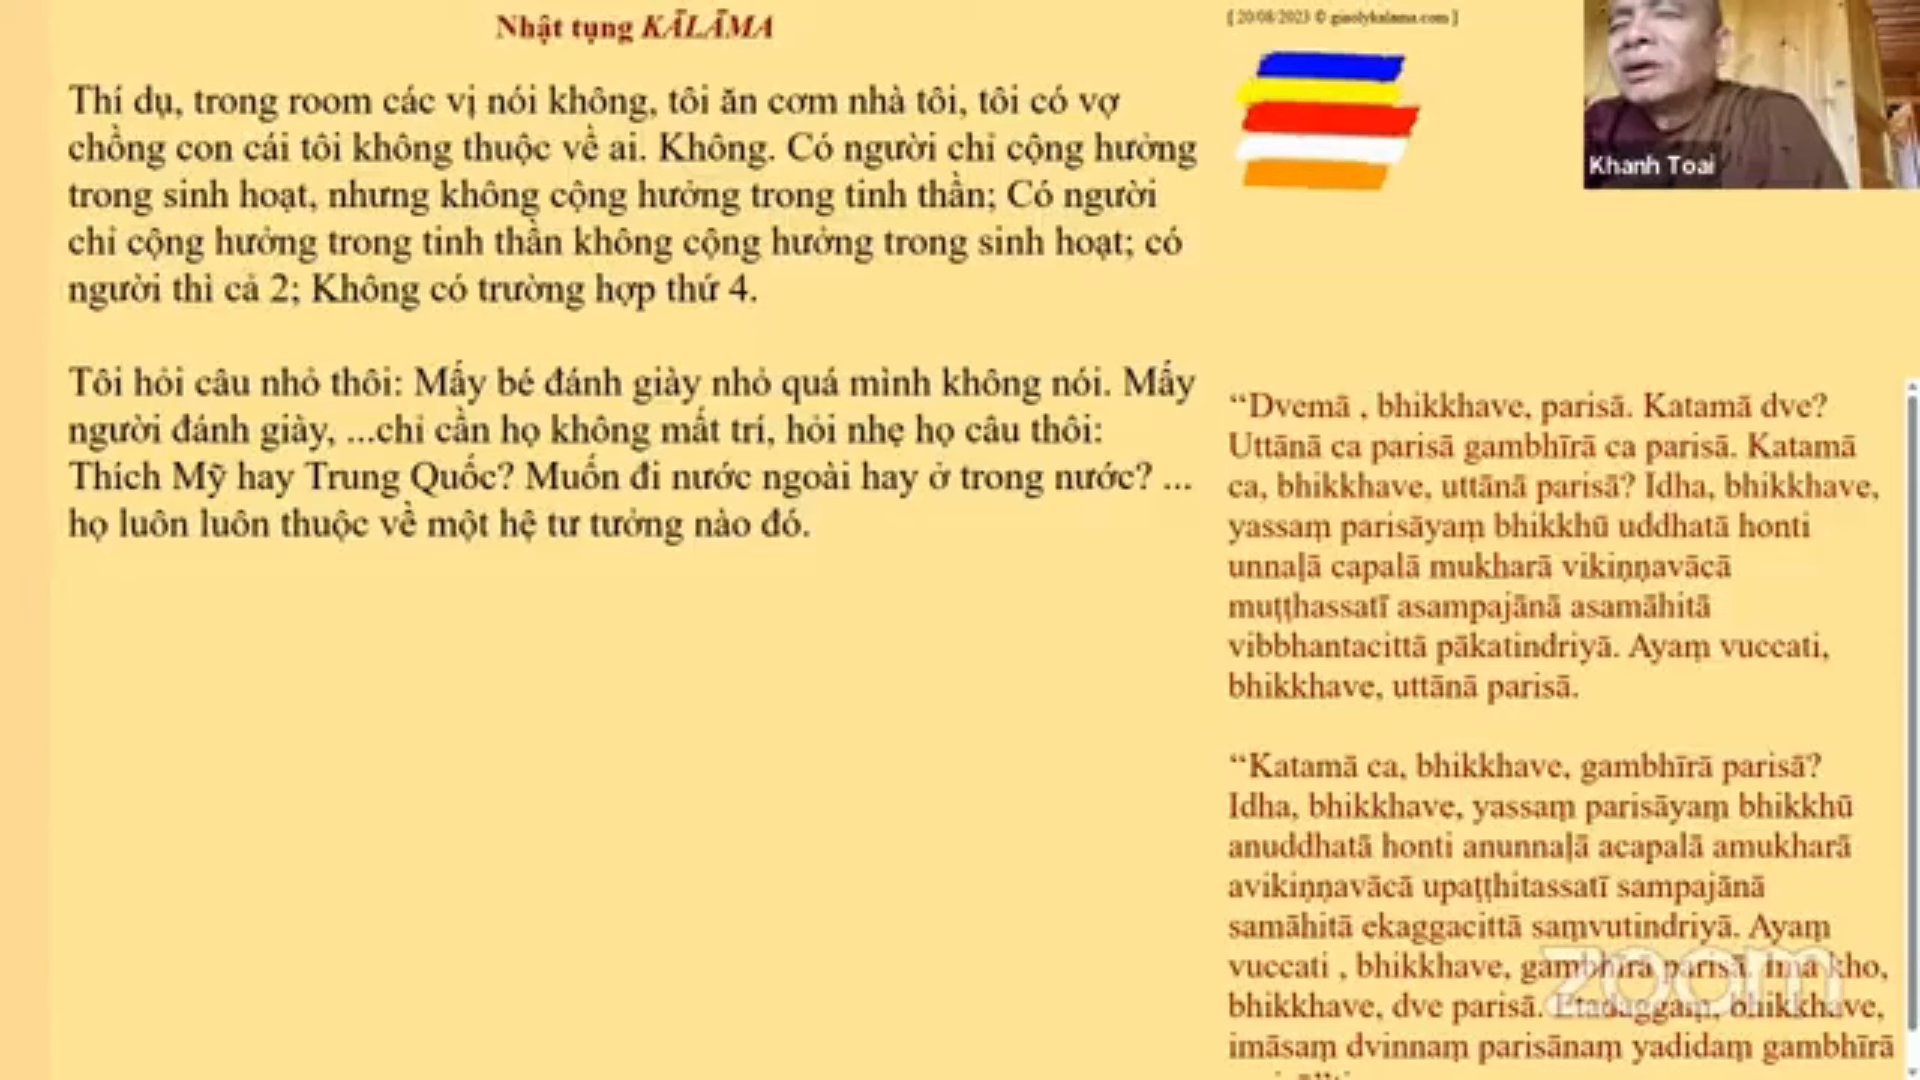 Nhật tụng KĀLĀMA
Thí dụ, trong room các vị nói không, tôi ăn cơm nhà tôi, tôi có vợ
chồng con cái tôi không thuộc về ai. Không. Có người chỉ cộng hưởng
trong sinh hoạt, nhưng không cộng hưởng trong tinh thần; Có người
chỉ cộng hưởng trong tinh thần không cộng hưởng trong sinh hoạt; có
người thì cả 2; Không có trường hợp thứ 4.
Tôi hỏi câu nhỏ thôi: Mấy bé đánh giày nhỏ quá mình không nói. Mấy
người đánh giày, ...chỉ cần họ không mất trí, hỏi nhẹ họ câu thôi:
Thích Mỹ hay Trung Quốc? Muốn đi nước ngoài hay ở trong nước? ...
họ luôn luôn thuộc về một hệ tư tưởng nào đó.
[ 20/08/2023 © giaolykalama.com ]
Khanh Toai
“Dvemā , bhikkhave, parisā. Katamā dve?
Uttānā ca parisā gambhīrā ca parisā. Katamā
ca, bhikkhave, uttānā parisā? Idha, bhikkhave,
yassaṃ parisāyaṃ bhikkhū uddhatā honti
unnaḷā capalā mukharā vikiṇṇavācā
muṭṭhassatī asampajānā asamāhitā
vibbhantacittā pākatindriyā. Ayaṃ vuccati,
bhikkhave, uttānā parisā.
“Katamā ca, bhikkhave, gambhīrā parisā?
Idha, bhikkhave, yassaṃ parisāyaṃ bhikkhū
anuddhatā honti anunnaḷā acapalā amukharā
avikiṇṇavācā upaṭṭhitassatī sampajānā
samāhitā ekaggacittā saṃvutindriyā. Ayaṃ
vuccati , bhikkhave, gambhīrā parisā. Imā kho,
bhikkhave, dve parisā. Etadaggaṃ, bhikkhave,
imāsaṃ dvinnaṃ parisānaṃ yadidaṃ gambhīrā
zoom